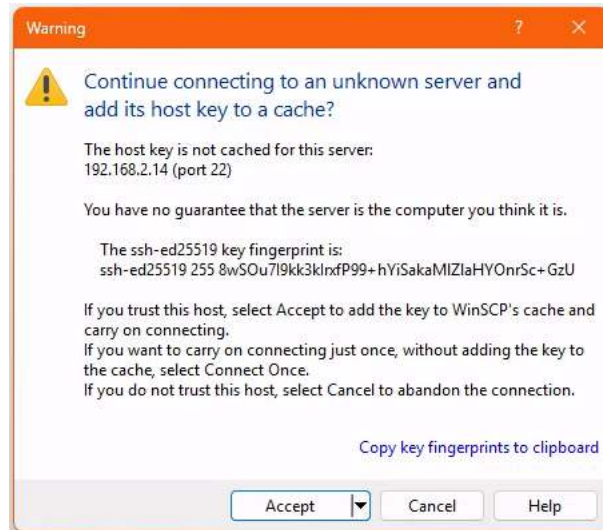 Warning
Continue connecting to an unknown server and
add its host key to a cache?
The host key is not cached for this server:
192.168.2.14 (port 22)
You have no guarantee that the server is the computer you think it is.
The ssh-ed25519 key fingerprint is:
ssh-ed25519 255 8wSOu7l9kk3klrxfP99+hYiSakaMIZlaHYOnrSc+GzU
If you trust this host, select Accept to add the key to WinSCP's cache and
carry on connecting.
If you want to carry on connecting just once, without adding the key to
the cache, select Connect Once.
If you do not trust this host, select Cancel to abandon the connection.
Copy key fingerprints to clipboard
Accept Cancel Help